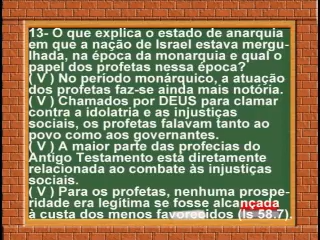 13- O que explica o estado de anarquia
em que a nação de Israel estava mergu-
lhada, na época da monarquia e qual o
papel dos profetas nessa época?
( V ) No período monárquico, a atuação
dos profetas faz-se ainda mais notória.
( V ) Chamados por DEUS para clamar
contra a idolatria e as injustiças
sociais, os profetas falavam tanto ao
povo como aos governantes.
( V ) A maior parte das profecias do
Antigo Testamento está diretamente
relacionada ao combate às injustiças
sociais.
( V ) Para os profetas, nenhuma prospe-
ridade era legítima se fosse alcançada
à custa dos menos favorecidos (Is 58.7).